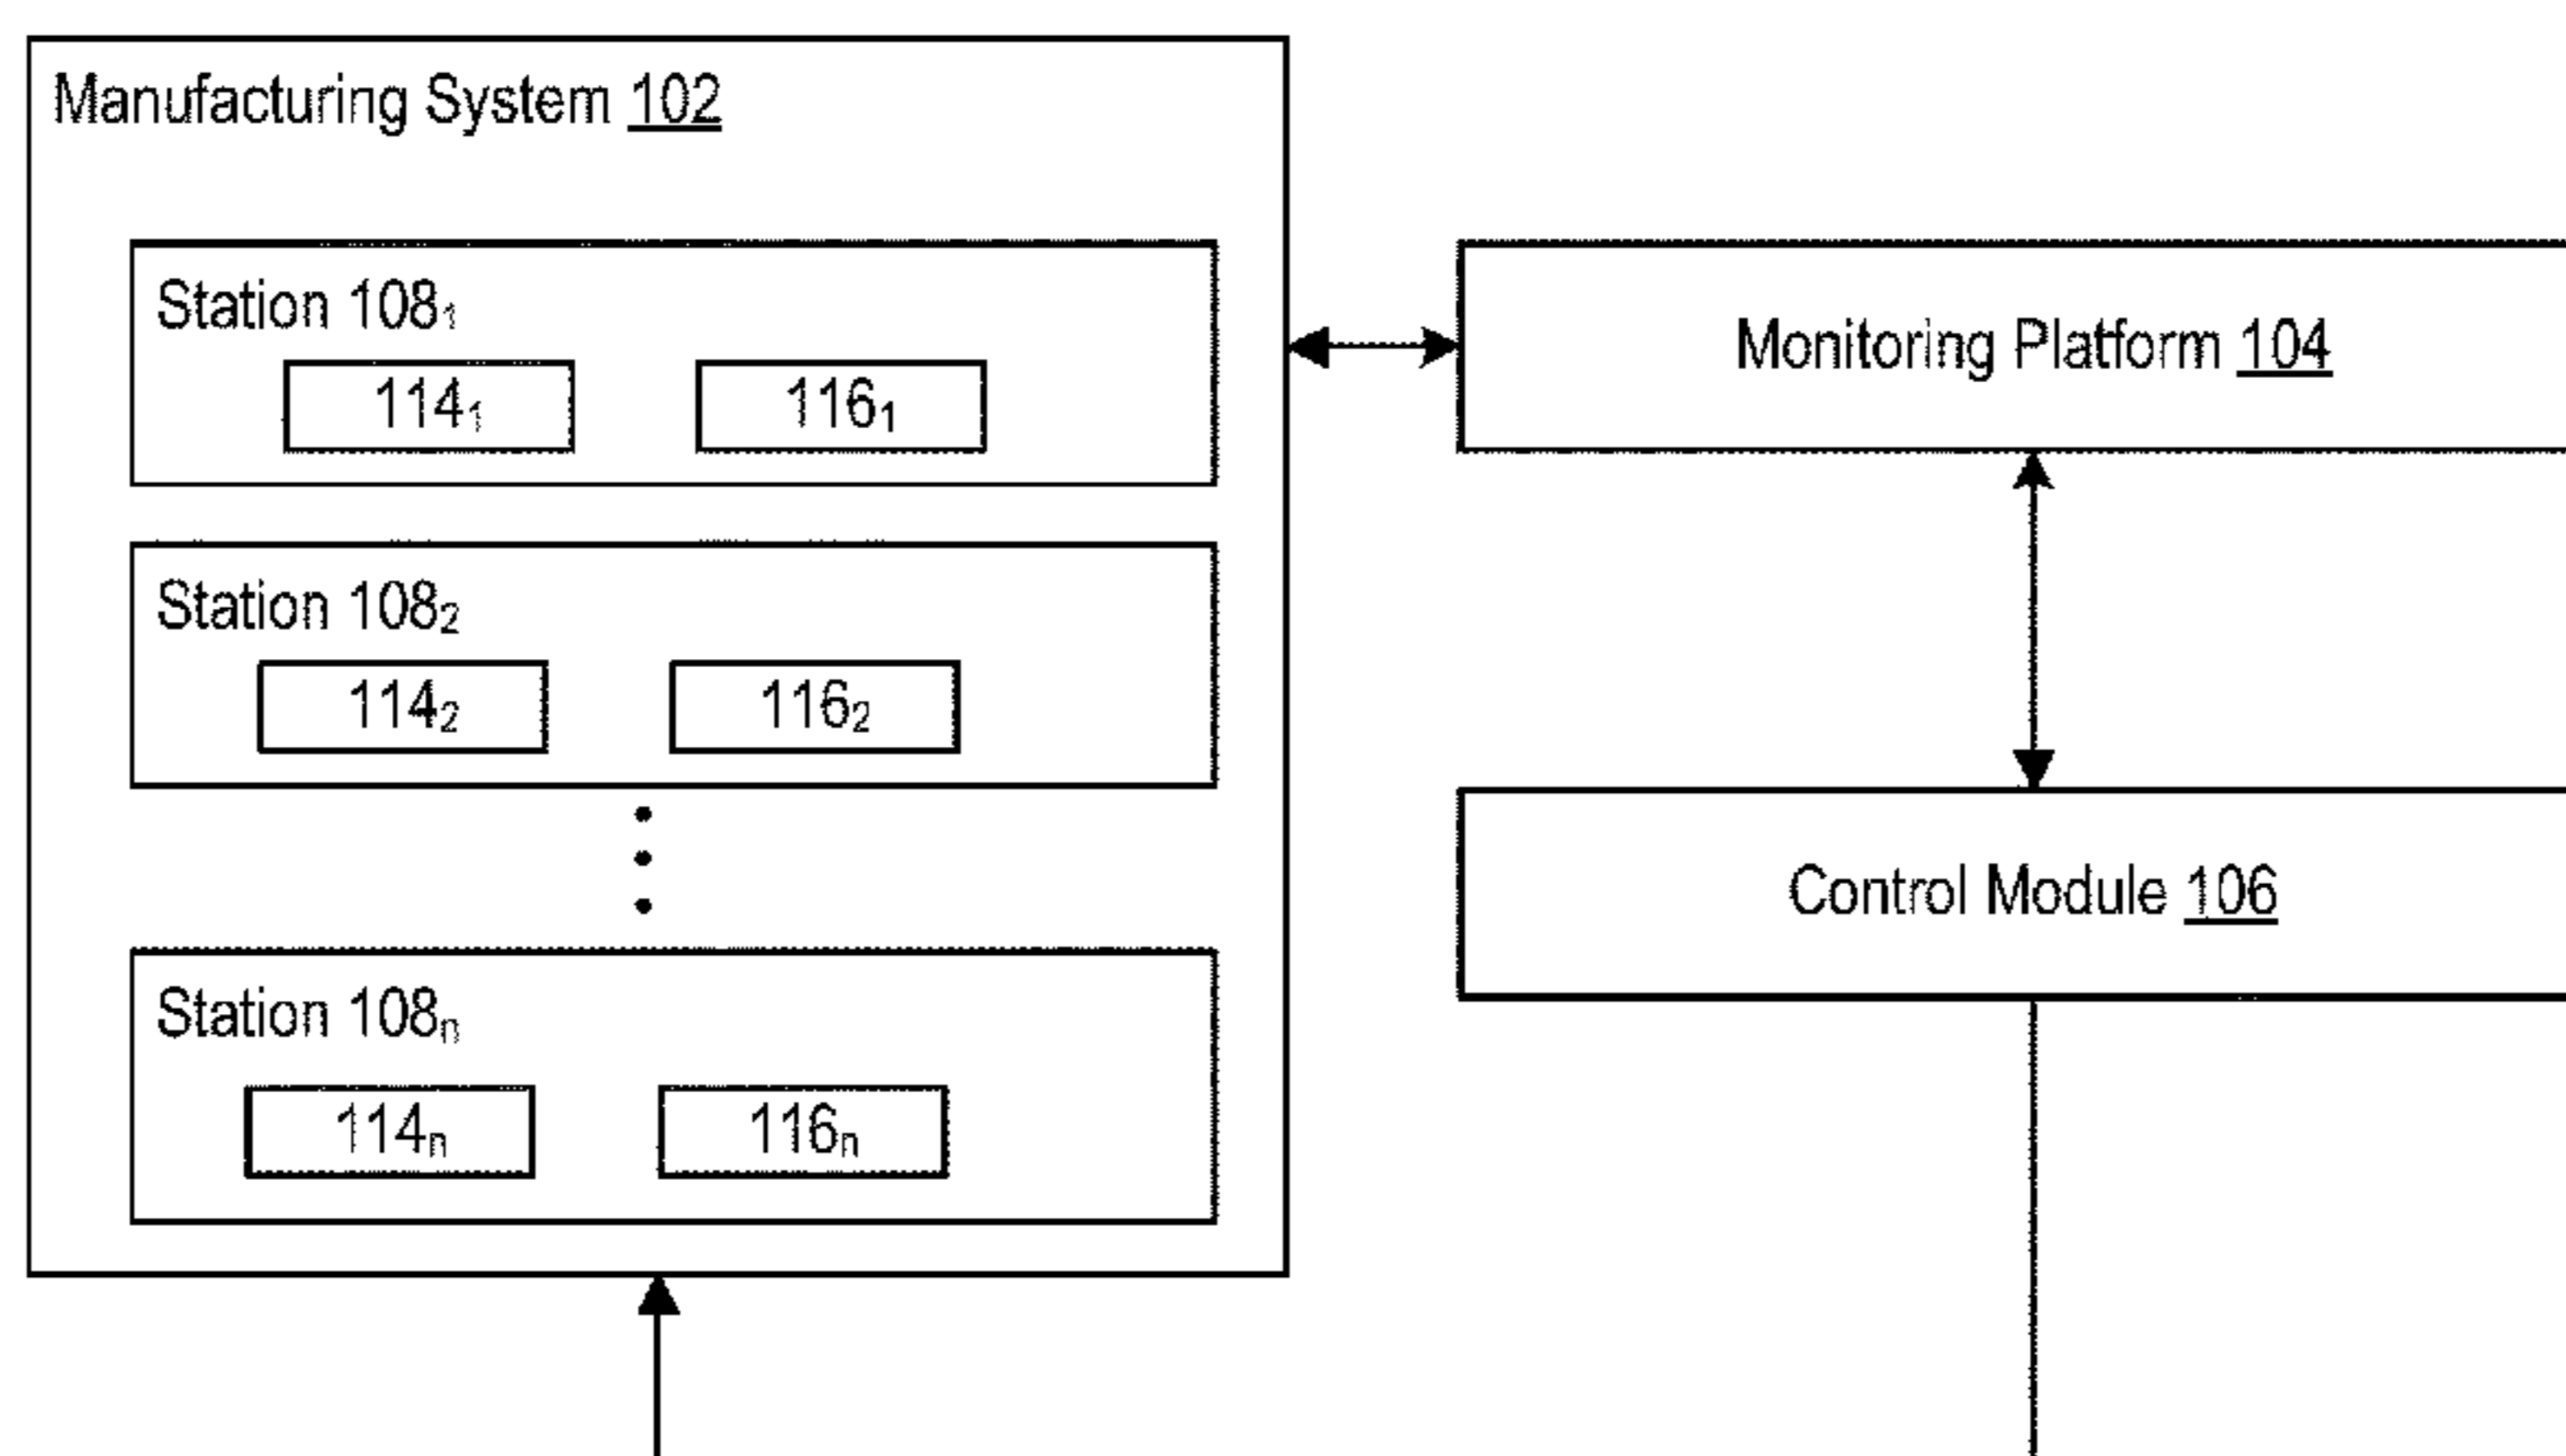 Manufacturing System 102
Station 108₁
114₁ 116₁
Station 108₂
114₂ 116₂
Station 108ₙ
114ₙ 116ₙ
Monitoring Platform 104
Control Module 106